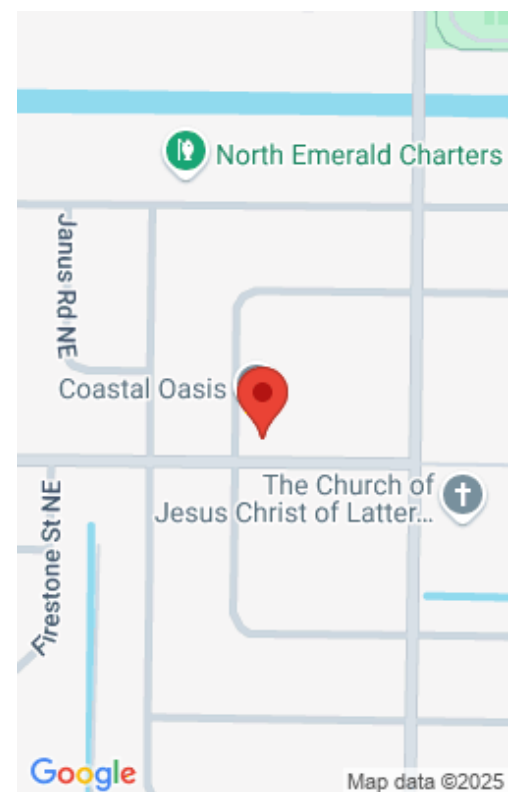 North Emerald Charters
Janus Rd NE
Coastal Oasis
The Church of
Jesus Christ of Latter...
Firestone St NE
Google
Map data ©2025